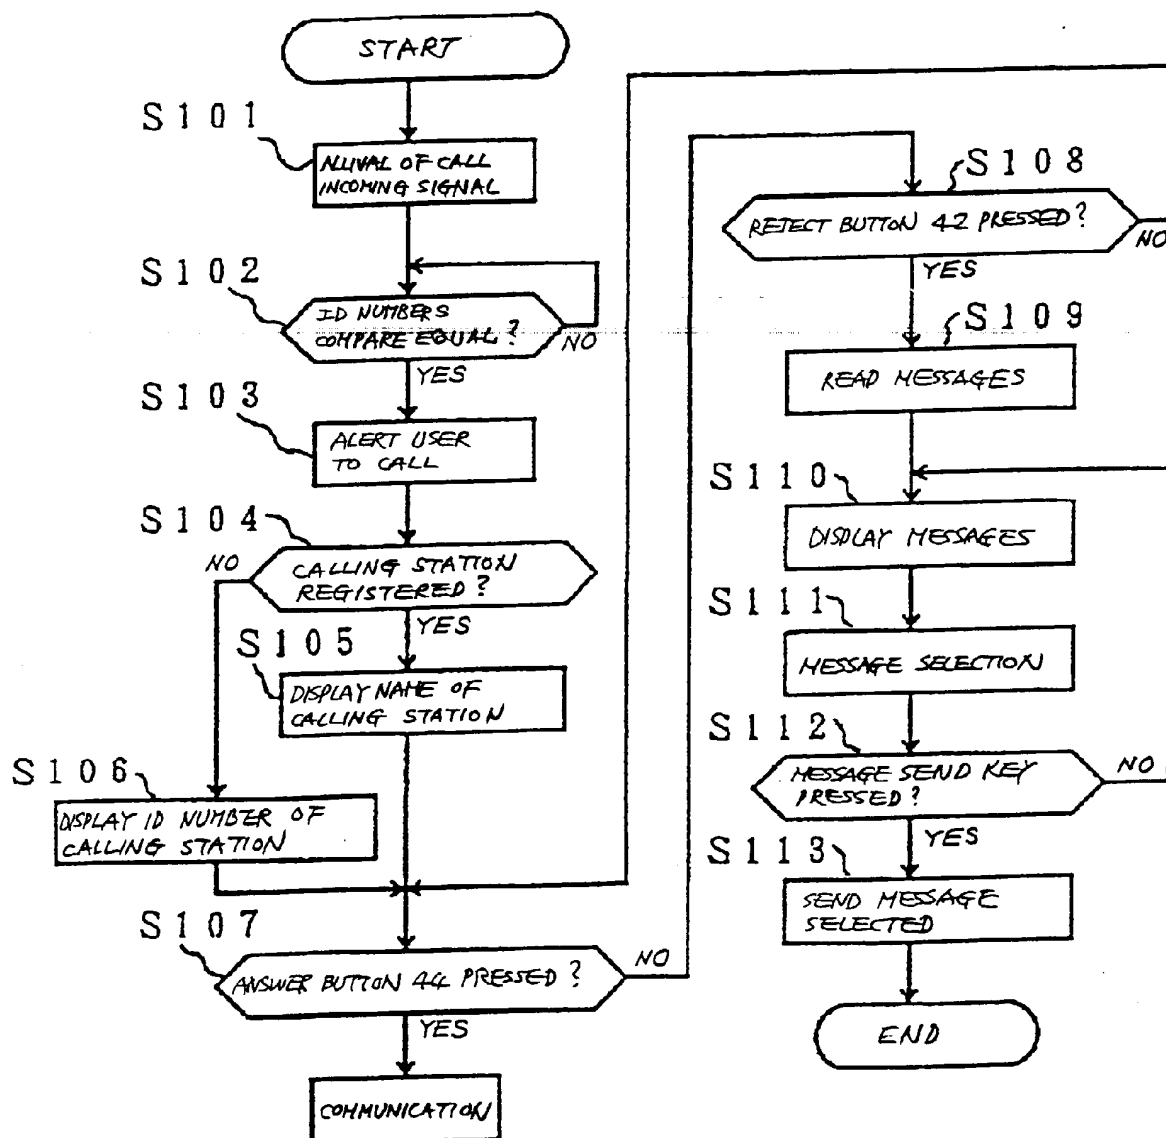 START
S101
OF CALL
INCOMING SIGNAL
S102
ID NUMBERS
COMPARE EQUAL?
NO
YES
S103
ALERT USER
TO CALL
S104
NO
CALLING STATION
REGISTERED?
YES
S105
DISPLAY NAME OF
CALLING STATION
S106
DISPLAY ID NUMBER OF
CALLING STATION
S107
ANSWER BUTTON 44 PRESSED?
NO
YES
COMMUNICATION
S108
REJECT BUTTON 42 PRESSED?
NO
YES
S109
READ MESSAGES
S110
DISPLAY MESSAGES
S111
MESSAGE SELECTION
S112
MESSAGE SEND KEY
PRESSED?
NO
YES
S113
SEND MESSAGE
SELECTED
END